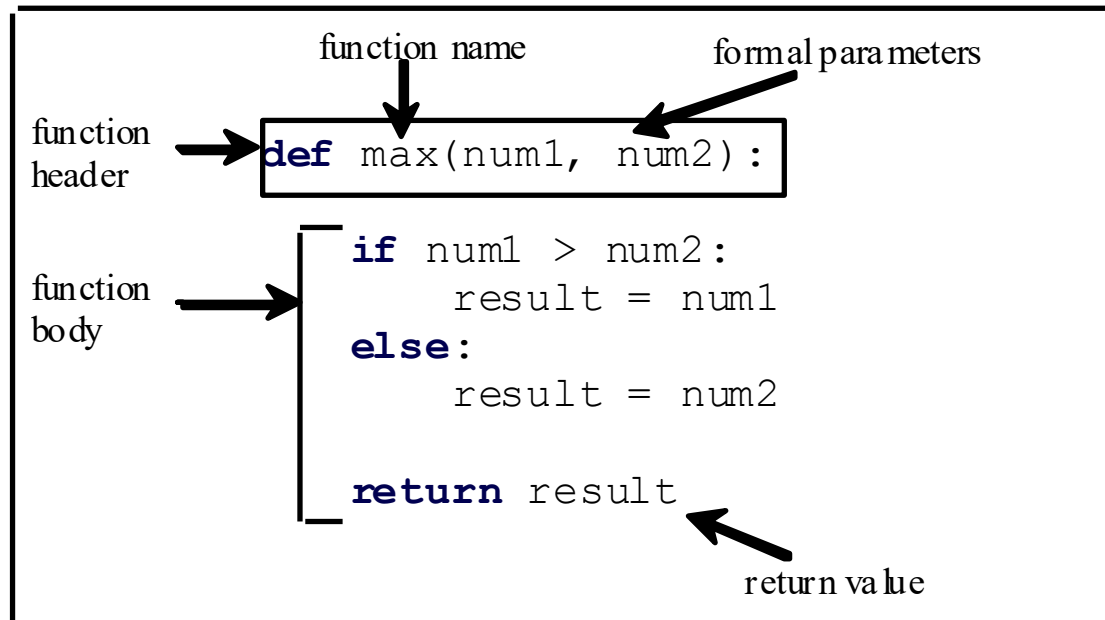 function name
formal parameters
function
header
def max(num1, num2):
if num1 > num2:
result = num1
function
body
else:
result = num2
return result
return value